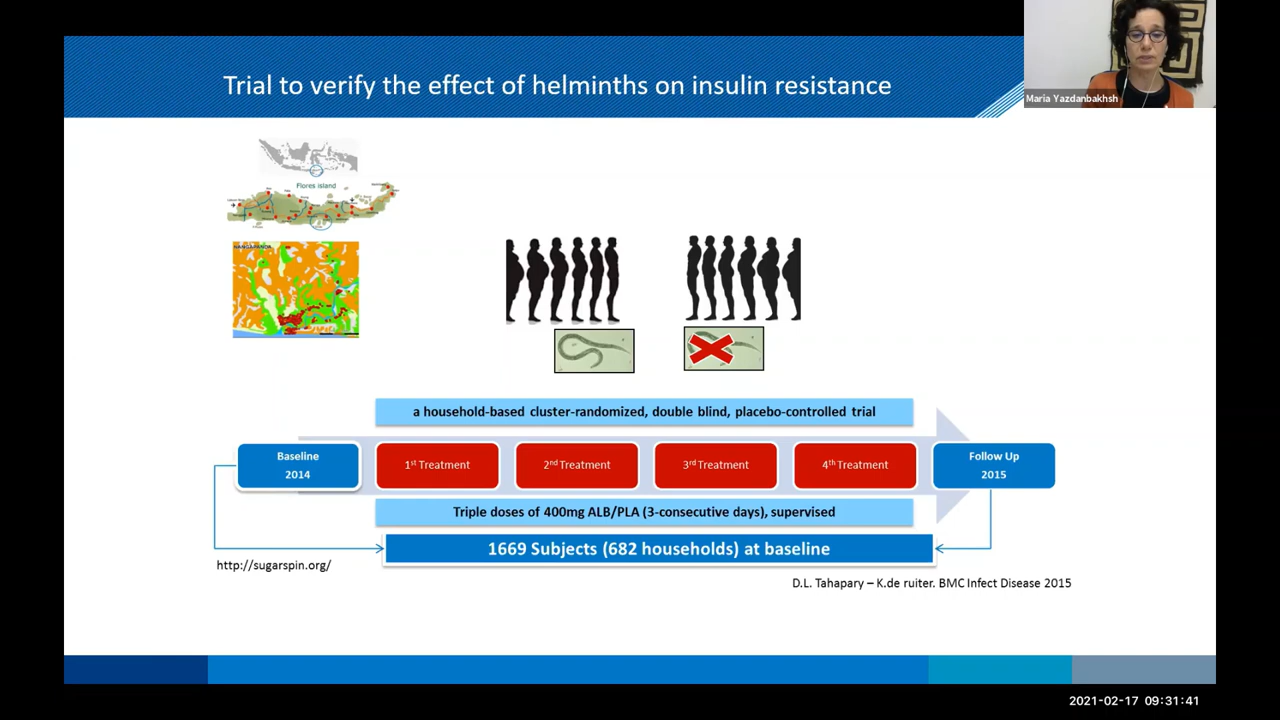 Trial to verify the effect of helminths on insulin resistance
Maria Yazdanbakhsh
Flores island
NANGAPANDA
a household-based cluster-randomized, double blind, placebo-controlled trial
Baseline
2014
1st Treatment
2nd Treatment
3rd Treatment
4th Treatment
Follow Up
2015
Triple doses of 400mg ALB/PLA (3-consecutive days), supervised
1669 Subjects (682 households) at baseline
http://sugarspin.org/
D.L. Tahapary – K.de ruiter. BMC Infect Disease 2015
2021-02-17 09:31:41